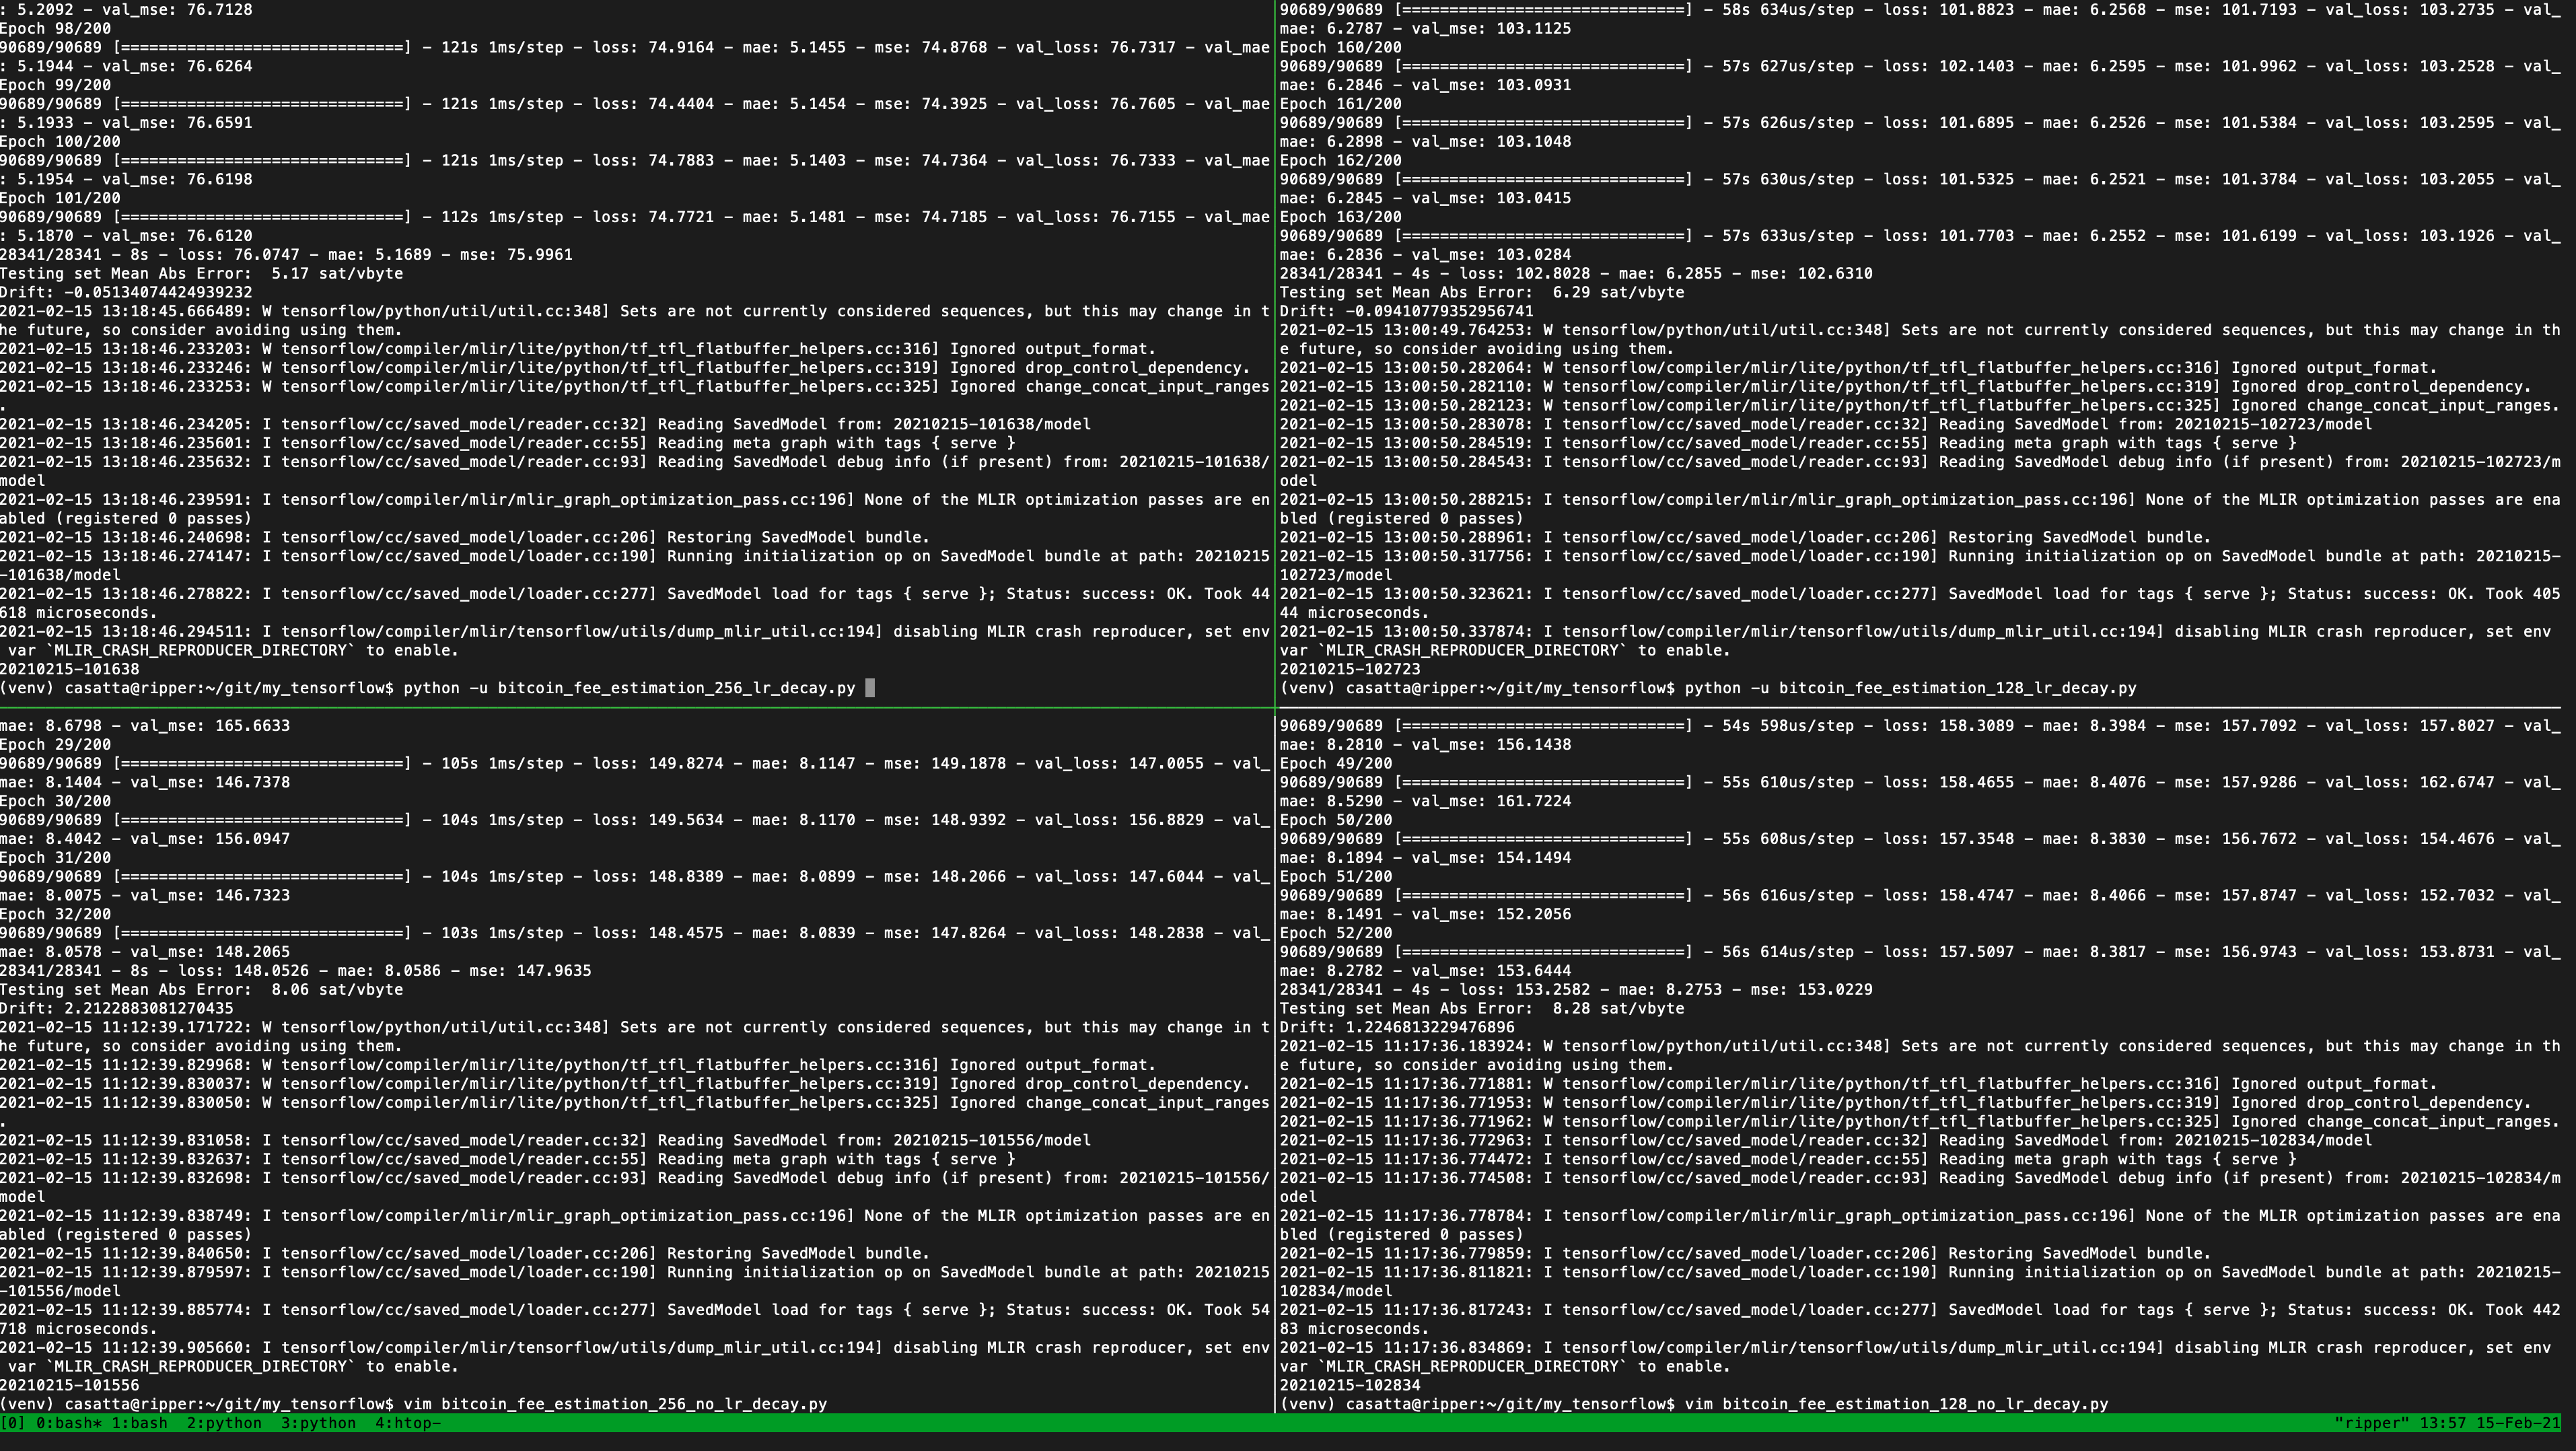 : 5.2092 - val_mse: 76.7128
Epoch 98/200
90689/90689 [==============================] - 121s 1ms/step - loss: 74.9164 - mae: 5.1455 - mse: 74.8768 - val_loss: 76.7317 - val_mae
: 5.1944 - val_mse: 76.6264
Epoch 99/200
90689/90689 [==============================] - 121s 1ms/step - loss: 74.4404 - mae: 5.1454 - mse: 74.3925 - val_loss: 76.7605 - val_mae
: 5.1933 - val_mse: 76.6591
Epoch 100/200
90689/90689 [==============================] - 121s 1ms/step - loss: 74.7883 - mae: 5.1403 - mse: 74.7364 - val_loss: 76.7333 - val_mae
: 5.1954 - val_mse: 76.6198
Epoch 101/200
90689/90689 [==============================] - 112s 1ms/step - loss: 74.7721 - mae: 5.1481 - mse: 74.7185 - val_loss: 76.7155 - val_mae
: 5.1870 - val_mse: 76.6120
28341/28341 - 8s - loss: 76.0747 - mae: 5.1689 - mse: 75.9961
Testing set Mean Abs Error:  5.17 sat/vbyte
Drift: -0.05134074424939232
2021-02-15 13:18:45.666489: W tensorflow/python/util/util.cc:348] Sets are not currently considered sequences, but this may change in t
he future, so consider avoiding using them.
2021-02-15 13:18:46.233203: W tensorflow/compiler/mlir/lite/python/tf_tfl_flatbuffer_helpers.cc:316] Ignored output_format.
2021-02-15 13:18:46.233246: W tensorflow/compiler/mlir/lite/python/tf_tfl_flatbuffer_helpers.cc:319] Ignored drop_control_dependency.
2021-02-15 13:18:46.233253: W tensorflow/compiler/mlir/lite/python/tf_tfl_flatbuffer_helpers.cc:325] Ignored change_concat_input_ranges
.
2021-02-15 13:18:46.234205: I tensorflow/cc/saved_model/reader.cc:32] Reading SavedModel from: 20210215-101638/model
2021-02-15 13:18:46.235601: I tensorflow/cc/saved_model/reader.cc:55] Reading meta graph with tags { serve }
2021-02-15 13:18:46.235632: I tensorflow/cc/saved_model/reader.cc:93] Reading SavedModel debug info (if present) from: 20210215-101638/
model
2021-02-15 13:18:46.239591: I tensorflow/compiler/mlir/mlir_graph_optimization_pass.cc:196] None of the MLIR optimization passes are en
abled (registered 0 passes)
2021-02-15 13:18:46.240698: I tensorflow/cc/saved_model/loader.cc:206] Restoring SavedModel bundle.
2021-02-15 13:18:46.274147: I tensorflow/cc/saved_model/loader.cc:190] Running initialization op on SavedModel bundle at path: 20210215
-101638/model
2021-02-15 13:18:46.278822: I tensorflow/cc/saved_model/loader.cc:277] SavedModel load for tags { serve }; Status: success: OK. Took 44
618 microseconds.
2021-02-15 13:18:46.294511: I tensorflow/compiler/mlir/tensorflow/utils/dump_mlir_util.cc:194] disabling MLIR crash reproducer, set env
 var `MLIR_CRASH_REPRODUCER_DIRECTORY` to enable.
20210215-101638
(venv) casatta@ripper:~/git/my_tensorflow$ python -u bitcoin_fee_estimation_256_lr_decay.py
90689/90689 [==============================] - 58s 634us/step - loss: 101.8823 - mae: 6.2568 - mse: 101.7193 - val_loss: 103.2735 - val_
mae: 6.2787 - val_mse: 103.1125
Epoch 160/200
90689/90689 [==============================] - 57s 627us/step - loss: 102.1403 - mae: 6.2595 - mse: 101.9962 - val_loss: 103.2528 - val_
mae: 6.2846 - val_mse: 103.0931
Epoch 161/200
90689/90689 [==============================] - 57s 626us/step - loss: 101.6895 - mae: 6.2526 - mse: 101.5384 - val_loss: 103.2595 - val_
mae: 6.2898 - val_mse: 103.1048
Epoch 162/200
90689/90689 [==============================] - 57s 630us/step - loss: 101.5325 - mae: 6.2521 - mse: 101.3784 - val_loss: 103.2055 - val_
mae: 6.2845 - val_mse: 103.0415
Epoch 163/200
90689/90689 [==============================] - 57s 633us/step - loss: 101.7703 - mae: 6.2552 - mse: 101.6199 - val_loss: 103.1926 - val_
mae: 6.2836 - val_mse: 103.0284
28341/28341 - 4s - loss: 102.8028 - mae: 6.2855 - mse: 102.6310
Testing set Mean Abs Error:  6.29 sat/vbyte
Drift: -0.09410779352956741
2021-02-15 13:00:49.764253: W tensorflow/python/util/util.cc:348] Sets are not currently considered sequences, but this may change in th
e future, so consider avoiding using them.
2021-02-15 13:00:50.282064: W tensorflow/compiler/mlir/lite/python/tf_tfl_flatbuffer_helpers.cc:316] Ignored output_format.
2021-02-15 13:00:50.282110: W tensorflow/compiler/mlir/lite/python/tf_tfl_flatbuffer_helpers.cc:319] Ignored drop_control_dependency.
2021-02-15 13:00:50.282123: W tensorflow/compiler/mlir/lite/python/tf_tfl_flatbuffer_helpers.cc:325] Ignored change_concat_input_ranges.
2021-02-15 13:00:50.283078: I tensorflow/cc/saved_model/reader.cc:32] Reading SavedModel from: 20210215-102723/model
2021-02-15 13:00:50.284519: I tensorflow/cc/saved_model/reader.cc:55] Reading meta graph with tags { serve }
2021-02-15 13:00:50.284543: I tensorflow/cc/saved_model/reader.cc:93] Reading SavedModel debug info (if present) from: 20210215-102723/m
odel
2021-02-15 13:00:50.288215: I tensorflow/compiler/mlir/mlir_graph_optimization_pass.cc:196] None of the MLIR optimization passes are ena
bled (registered 0 passes)
2021-02-15 13:00:50.288961: I tensorflow/cc/saved_model/loader.cc:206] Restoring SavedModel bundle.
2021-02-15 13:00:50.317756: I tensorflow/cc/saved_model/loader.cc:190] Running initialization op on SavedModel bundle at path: 20210215-
102723/model
2021-02-15 13:00:50.323621: I tensorflow/cc/saved_model/loader.cc:277] SavedModel load for tags { serve }; Status: success: OK. Took 405
44 microseconds.
2021-02-15 13:00:50.337874: I tensorflow/compiler/mlir/tensorflow/utils/dump_mlir_util.cc:194] disabling MLIR crash reproducer, set env
var `MLIR_CRASH_REPRODUCER_DIRECTORY` to enable.
20210215-102723
(venv) casatta@ripper:~/git/my_tensorflow$ python -u bitcoin_fee_estimation_128_lr_decay.py
mae: 8.6798 - val_mse: 165.6633
Epoch 29/200
90689/90689 [==============================] - 105s 1ms/step - loss: 149.8274 - mae: 8.1147 - mse: 149.1878 - val_loss: 147.0055 - val_
mae: 8.1404 - val_mse: 146.7378
Epoch 30/200
90689/90689 [==============================] - 104s 1ms/step - loss: 149.5634 - mae: 8.1170 - mse: 148.9392 - val_loss: 156.8829 - val_
mae: 8.4042 - val_mse: 156.0947
Epoch 31/200
90689/90689 [==============================] - 104s 1ms/step - loss: 148.8389 - mae: 8.0899 - mse: 148.2066 - val_loss: 147.6044 - val_
mae: 8.0075 - val_mse: 146.7323
Epoch 32/200
90689/90689 [==============================] - 103s 1ms/step - loss: 148.4575 - mae: 8.0839 - mse: 147.8264 - val_loss: 148.2838 - val_
mae: 8.0578 - val_mse: 148.2065
28341/28341 - 8s - loss: 148.0526 - mae: 8.0586 - mse: 147.9635
Testing set Mean Abs Error:  8.06 sat/vbyte
Drift: 2.2122883081270435
2021-02-15 11:12:39.171722: W tensorflow/python/util/util.cc:348] Sets are not currently considered sequences, but this may change in t
he future, so consider avoiding using them.
2021-02-15 11:12:39.829968: W tensorflow/compiler/mlir/lite/python/tf_tfl_flatbuffer_helpers.cc:316] Ignored output_format.
2021-02-15 11:12:39.830037: W tensorflow/compiler/mlir/lite/python/tf_tfl_flatbuffer_helpers.cc:319] Ignored drop_control_dependency.
2021-02-15 11:12:39.830050: W tensorflow/compiler/mlir/lite/python/tf_tfl_flatbuffer_helpers.cc:325] Ignored change_concat_input_ranges
.
2021-02-15 11:12:39.831058: I tensorflow/cc/saved_model/reader.cc:32] Reading SavedModel from: 20210215-101556/model
2021-02-15 11:12:39.832637: I tensorflow/cc/saved_model/reader.cc:55] Reading meta graph with tags { serve }
2021-02-15 11:12:39.832698: I tensorflow/cc/saved_model/reader.cc:93] Reading SavedModel debug info (if present) from: 20210215-101556/
model
2021-02-15 11:12:39.838749: I tensorflow/compiler/mlir/mlir_graph_optimization_pass.cc:196] None of the MLIR optimization passes are en
abled (registered 0 passes)
2021-02-15 11:12:39.840650: I tensorflow/cc/saved_model/loader.cc:206] Restoring SavedModel bundle.
2021-02-15 11:12:39.879597: I tensorflow/cc/saved_model/loader.cc:190] Running initialization op on SavedModel bundle at path: 20210215
-101556/model
2021-02-15 11:12:39.885774: I tensorflow/cc/saved_model/loader.cc:277] SavedModel load for tags { serve }; Status: success: OK. Took 54
718 microseconds.
2021-02-15 11:12:39.905660: I tensorflow/compiler/mlir/tensorflow/utils/dump_mlir_util.cc:194] disabling MLIR crash reproducer, set env
 var `MLIR_CRASH_REPRODUCER_DIRECTORY` to enable.
20210215-101556
(venv) casatta@ripper:~/git/my_tensorflow$ vim bitcoin_fee_estimation_256_no_lr_decay.py
90689/90689 [==============================] - 54s 598us/step - loss: 158.3089 - mae: 8.3984 - mse: 157.7092 - val_loss: 157.8027 - val_
mae: 8.2810 - val_mse: 156.1438
Epoch 49/200
90689/90689 [==============================] - 55s 610us/step - loss: 158.4655 - mae: 8.4076 - mse: 157.9286 - val_loss: 162.6747 - val_
mae: 8.5290 - val_mse: 161.7224
Epoch 50/200
90689/90689 [==============================] - 55s 608us/step - loss: 157.3548 - mae: 8.3830 - mse: 156.7672 - val_loss: 154.4676 - val_
mae: 8.1894 - val_mse: 154.1494
Epoch 51/200
90689/90689 [==============================] - 56s 616us/step - loss: 158.4747 - mae: 8.4066 - mse: 157.8747 - val_loss: 152.7032 - val_
mae: 8.1491 - val_mse: 152.2056
Epoch 52/200
90689/90689 [==============================] - 56s 614us/step - loss: 157.5097 - mae: 8.3817 - mse: 156.9743 - val_loss: 153.8731 - val_
mae: 8.2782 - val_mse: 153.6444
28341/28341 - 4s - loss: 153.2582 - mae: 8.2753 - mse: 153.0229
Testing set Mean Abs Error:  8.28 sat/vbyte
Drift: 1.2246813229476896
2021-02-15 11:17:36.183924: W tensorflow/python/util/util.cc:348] Sets are not currently considered sequences, but this may change in th
e future, so consider avoiding using them.
2021-02-15 11:17:36.771881: W tensorflow/compiler/mlir/lite/python/tf_tfl_flatbuffer_helpers.cc:316] Ignored output_format.
2021-02-15 11:17:36.771953: W tensorflow/compiler/mlir/lite/python/tf_tfl_flatbuffer_helpers.cc:319] Ignored drop_control_dependency.
2021-02-15 11:17:36.771962: W tensorflow/compiler/mlir/lite/python/tf_tfl_flatbuffer_helpers.cc:325] Ignored change_concat_input_ranges.
2021-02-15 11:17:36.772963: I tensorflow/cc/saved_model/reader.cc:32] Reading SavedModel from: 20210215-102834/model
2021-02-15 11:17:36.774472: I tensorflow/cc/saved_model/reader.cc:55] Reading meta graph with tags { serve }
2021-02-15 11:17:36.774508: I tensorflow/cc/saved_model/reader.cc:93] Reading SavedModel debug info (if present) from: 20210215-102834/m
odel
2021-02-15 11:17:36.778784: I tensorflow/compiler/mlir/mlir_graph_optimization_pass.cc:196] None of the MLIR optimization passes are ena
bled (registered 0 passes)
2021-02-15 11:17:36.779859: I tensorflow/cc/saved_model/loader.cc:206] Restoring SavedModel bundle.
2021-02-15 11:17:36.811821: I tensorflow/cc/saved_model/loader.cc:190] Running initialization op on SavedModel bundle at path: 20210215-
102834/model
2021-02-15 11:17:36.817243: I tensorflow/cc/saved_model/loader.cc:277] SavedModel load for tags { serve }; Status: success: OK. Took 442
83 microseconds.
2021-02-15 11:17:36.834869: I tensorflow/compiler/mlir/tensorflow/utils/dump_mlir_util.cc:194] disabling MLIR crash reproducer, set env
var `MLIR_CRASH_REPRODUCER_DIRECTORY` to enable.
20210215-102834
(venv) casatta@ripper:~/git/my_tensorflow$ vim bitcoin_fee_estimation_128_no_lr_decay.py
[0] 0:bash* 1:bash  2:python  3:python  4:htop-  "ripper" 13:57 15-Feb-21